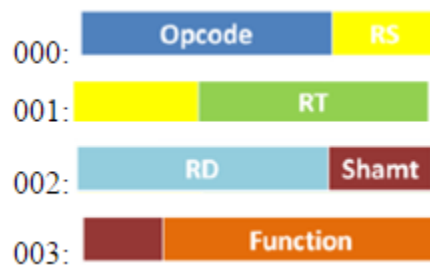 000: Opcode RS
001: RT
002: RD Shamt
003: Function